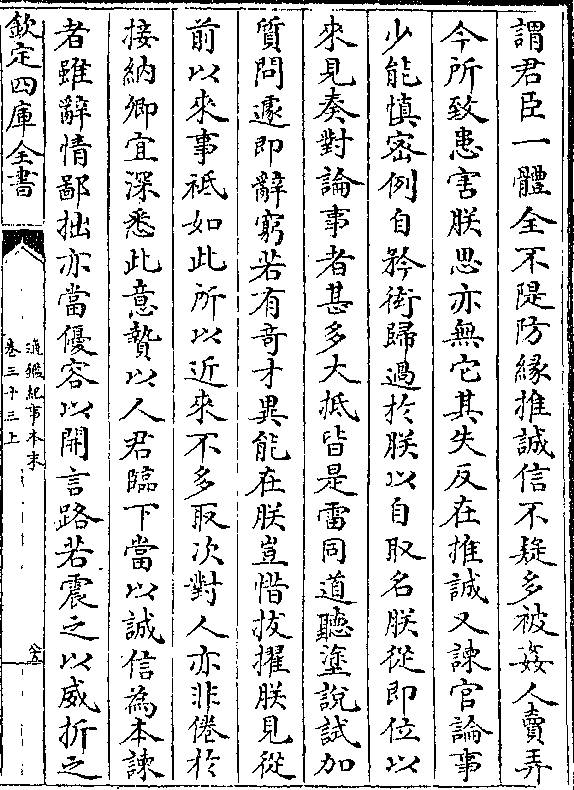 謂君臣一體全不隄防緣推誠信不疑多被姦人賣弄
今所致患害朕思亦無它其失反在推誠又諫官論事
少能慎密例自矜衒歸過於朕以自取名朕從即位以
來見奏對論事者甚多大抵皆是雷同道聽塗説試加
質問遽即辭窮若有竒才異能在朕豈惜拔擢朕見從
前以來事祗如此所以近來不多取次對人亦非倦於
接納卿宜深悉此意贄以人君臨下當以誠信為本諫
者雖辭情鄙拙亦當優容以開言路若震之以威折之
欽定四庫全書
通鑑紀事本末
卷三十三上